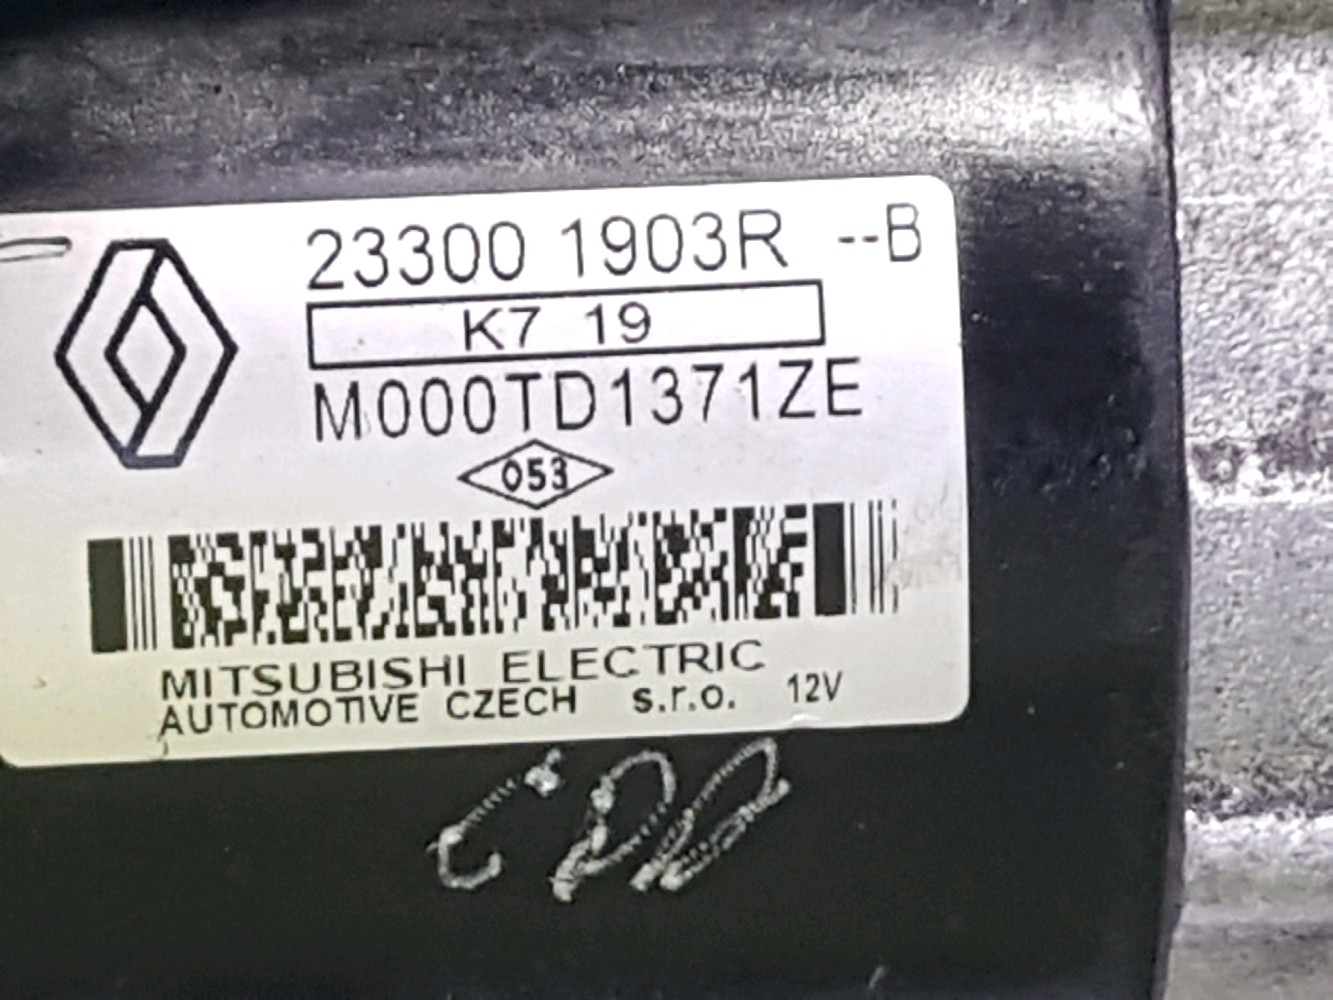 23300 1903R --B
K7 19
M000TD1371ZE
053
MITSUBISHI ELECTRIC
AUTOMOTIVE CZECH s.r.o. 12V